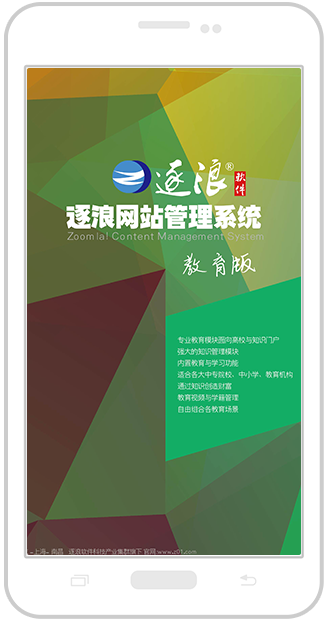 逐浪®软件
逐浪网站管理系统
Zoomlal Content Management System
教育版
专业教育模块面向高校与知识门户
强大的知识管理模块
内置教育与学习功能
适合各大中专院校、中小学、教育机构
通过知识创造财富
教育视频与学籍管理
自由组合各教育场景
-上海- 南昌 逐浪软件科技产业集群旗下 官网 www.z01.com